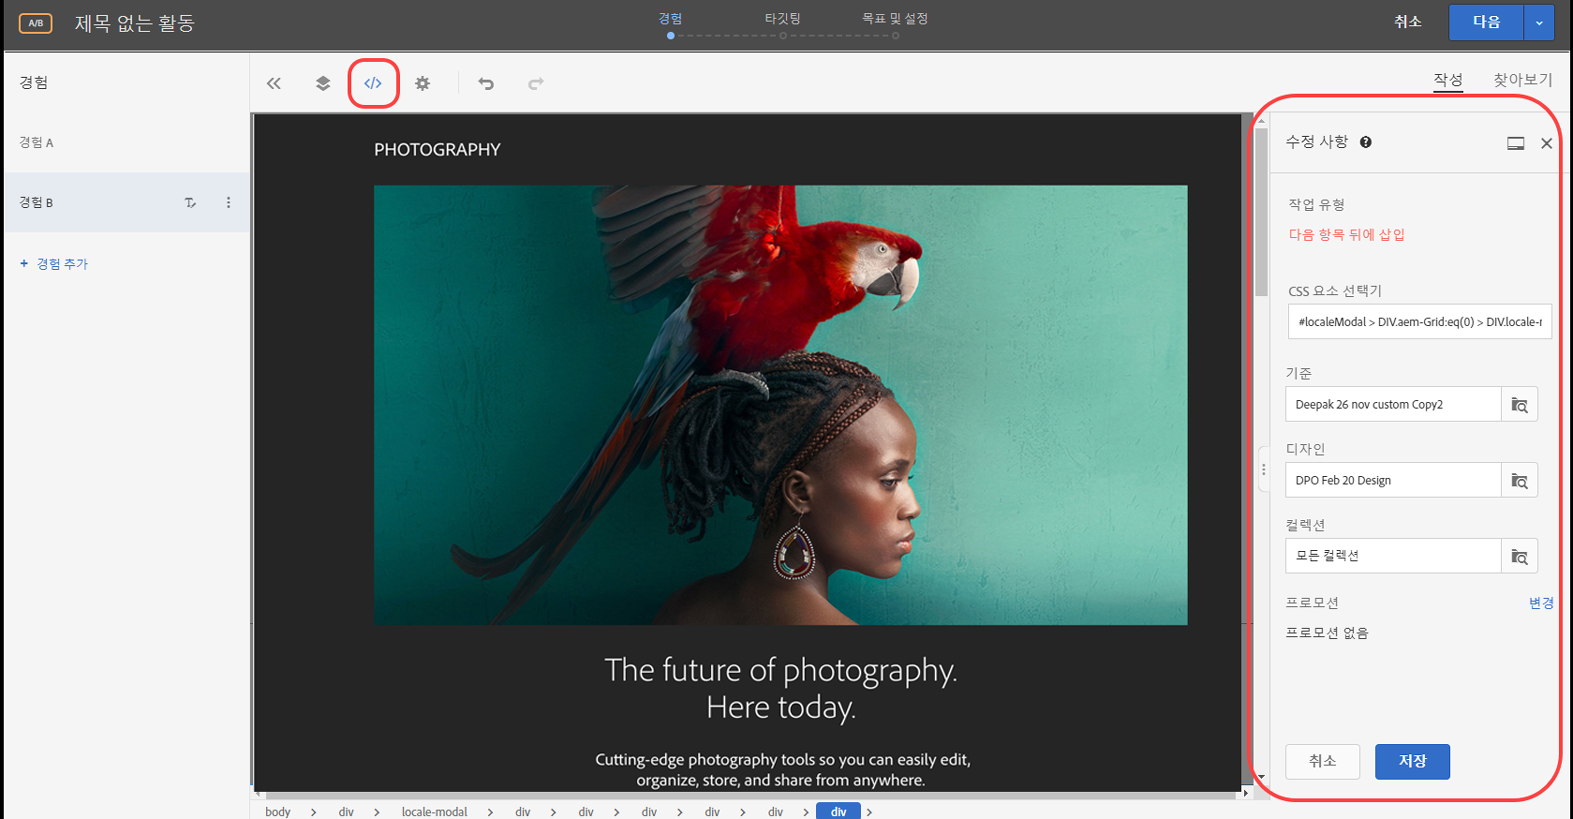 A/B
제목 없는 활동
경험
타깃팅
목표 및 설정
취소
다음
경험
</>
작성
찾아보기
경험 A
경험 B
+ 경험 추가
PHOTOGRAPHY
The future of photography.
Here today.
Cutting-edge photography tools so you can easily edit,
organize, store, and share from anywhere.
수정 사항
작업 유형
다음 항목 뒤에 삽입
CSS 요소 선택기
#localeModal > DIV.aem-Grid:eq(0) > DIV.locale-r
기준
Deepak 26 nov custom Copy2
디자인
DPO Feb 20 Design
컬렉션
모든 컬렉션
프로모션
변경
프로모션 없음
취소
저장
body > div > locale-modal > div > div > div > div > div > div >